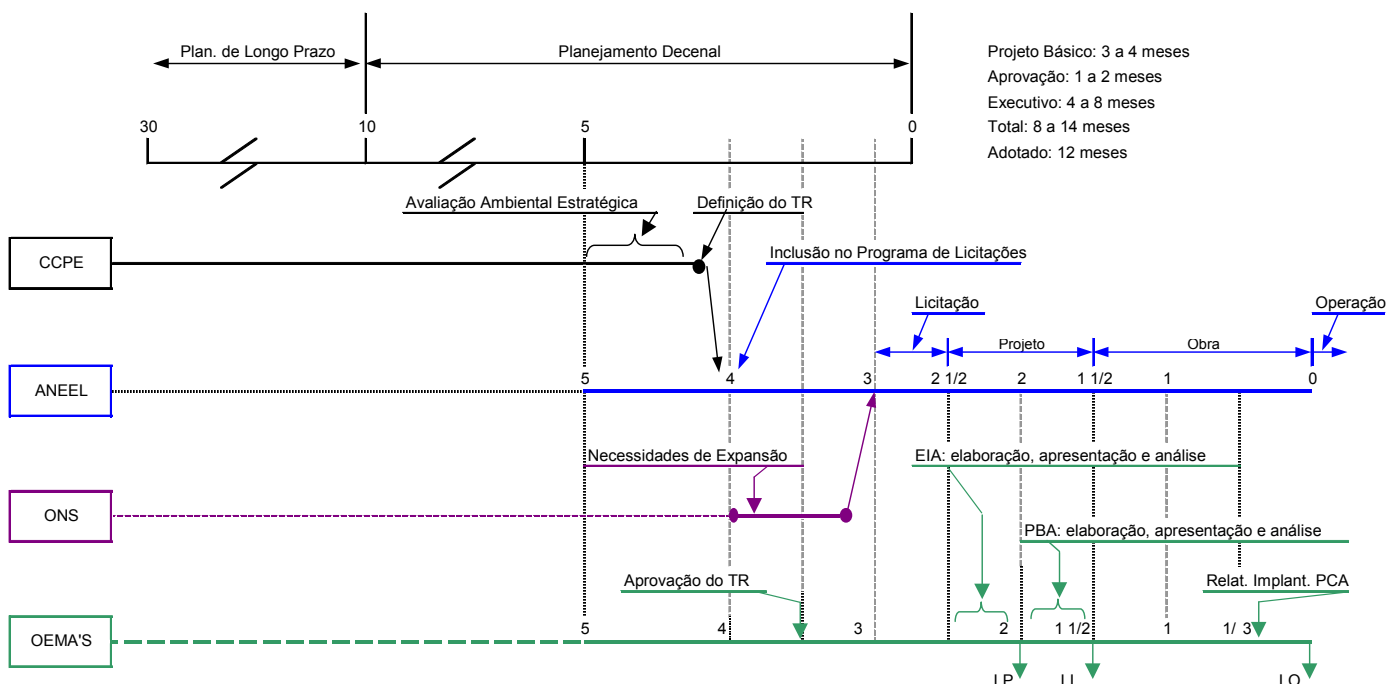 Plan. de Longo Prazo
Planejamento Decenal
Projeto Básico: 3 a 4 meses
Aprovação: 1 a 2 meses
Executivo: 4 a 8 meses
Total: 8 a 14 meses
Adotado: 12 meses
30 10 5 0
Avaliação Ambiental Estratégica
Definição do TR
CCPE
Inclusão no Programa de Licitações
Licitação
Operação
Projeto
Obra
ANEEL
5 4 3 2 1/2 2 1 1/2 1 0
Necessidades de Expansão
EIA: elaboração, apresentação e análise
ONS
PBA: elaboração, apresentação e análise
Aprovação do TR
Relat. Implant. PCA
OEMA'S
5 4 3 2 1 1/2 1 1/ 3
LP LI LO